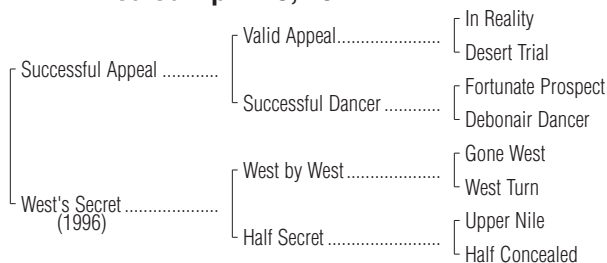 In Reality
Valid Appeal
Desert Trial
Successful Appeal
Fortunate Prospect
Successful Dancer
Debonair Dancer
Gone West
West by West
West Turn
West's Secret
(1996)
Upper Nile
Half Secret
Half Concealed